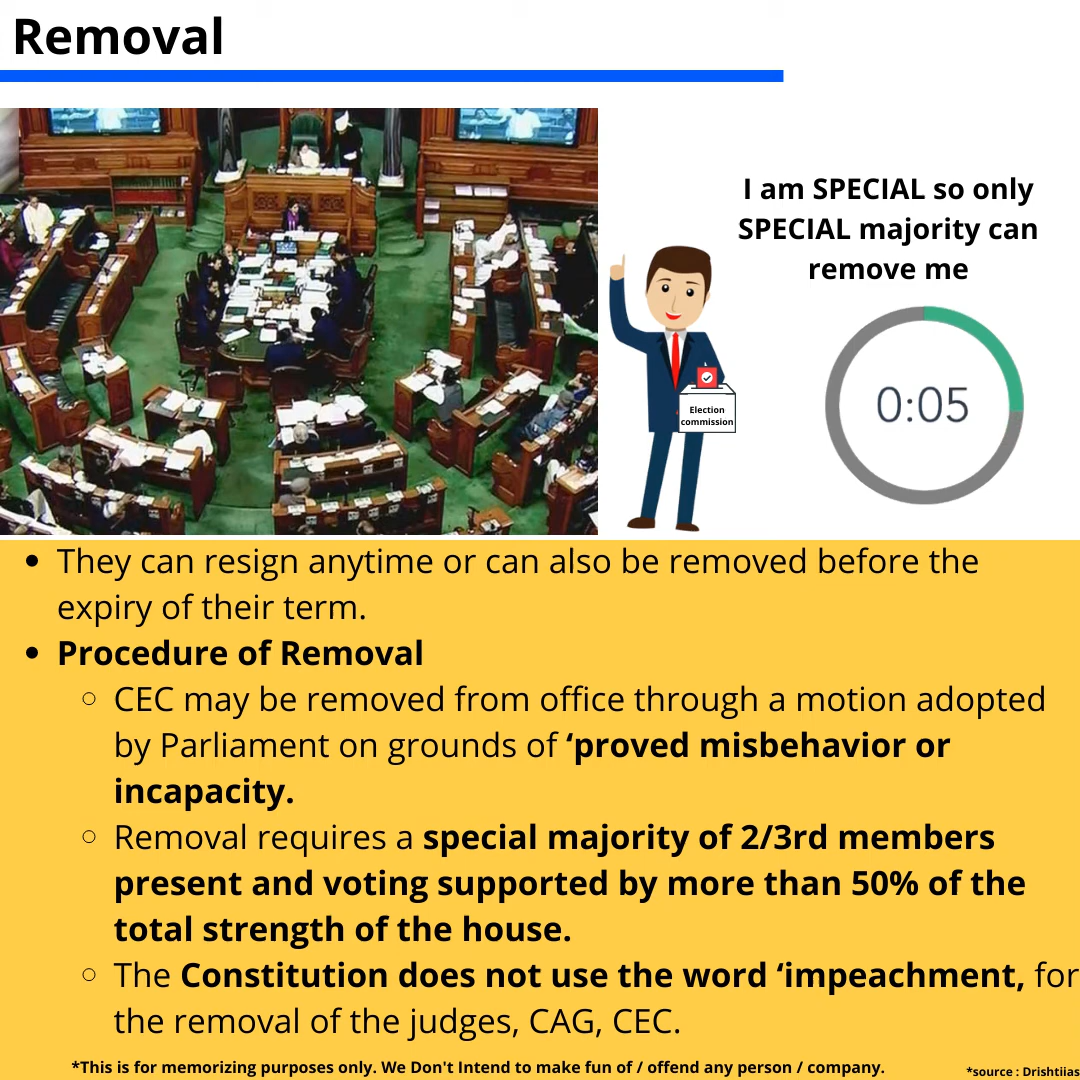 Removal
I am SPECIAL so only
SPECIAL majority can
remove me
Election
commission
0:05
They can resign anytime or can also be removed before the
expiry of their term.
Procedure of Removal
CEC may be removed from office through a motion adopted
by Parliament on grounds of ‘proved misbehavior or
incapacity.
Removal requires a special majority of 2/3rd members
present and voting supported by more than 50% of the
total strength of the house.
The Constitution does not use the word ‘impeachment, for
the removal of the judges, CAG, CEC.
*This is for memorizing purposes only. We Don't Intend to make fun of / offend any person / company.
*source : Drishtiias